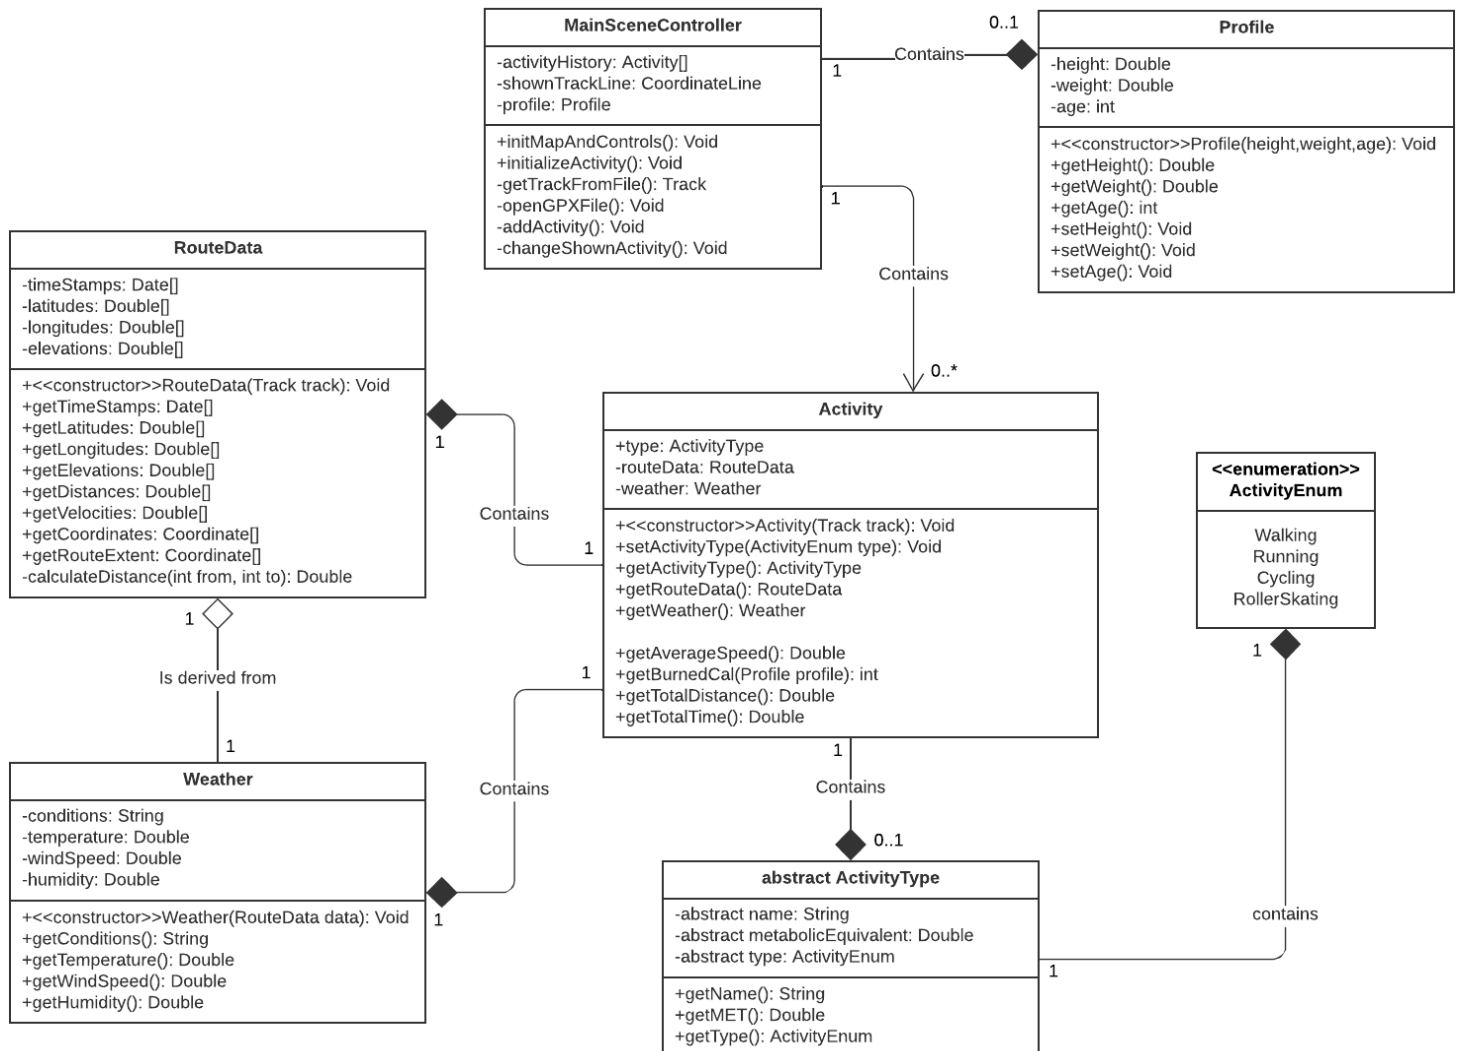 MainSceneController
-activityHistory: Activity[]
-shownTrackLine: CoordinateLine
-profile: Profile
+initMapAndControls(): Void
+initializeActivity(): Void
-getTrackFromFile(): Track
-openGPXFile(): Void
-addActivity(): Void
-changeShownActivity(): Void
1
Contains
0..1
Profile
-height: Double
-weight: Double
-age: int
+<<constructor>>Profile(height,weight,age): Void
+getHeight(): Double
+getWeight(): Double
+getAge(): int
+setHeight(): Void
+setWeight(): Void
+setAge(): Void
1
Contains
0..*
RouteData
-timeStamps: Date[]
-latitudes: Double[]
-longitudes: Double[]
-elevations: Double[]
+<<constructor>>RouteData(Track track): Void
+getTimeStamps: Date[]
+getLatitudes: Double[]
+getLongitudes: Double[]
+getElevations: Double[]
+getDistances: Double[]
+getVelocities: Double[]
+getCoordinates: Coordinate[]
+getRouteExtent: Coordinate[]
-calculateDistance(int from, int to): Double
1
Contains
1
Activity
+type: ActivityType
-routeData: RouteData
-weather: Weather
+<<constructor>>Activity(Track track): Void
+setActivityType(ActivityEnum type): Void
+getActivityType(): ActivityType
+getRouteData(): RouteData
+getWeather(): Weather
+getAverageSpeed(): Double
+getBurnedCal(Profile profile): int
+getTotalDistance(): Double
+getTotalTime(): Double
<<enumeration>>
ActivityEnum
Walking
Running
Cycling
RollerSkating
1
1
Is derived from
1
1
Contains
1
Weather
-conditions: String
-temperature: Double
-windSpeed: Double
-humidity: Double
+<<constructor>>Weather(RouteData data): Void
+getConditions(): String
+getTemperature(): Double
+getWindSpeed(): Double
+getHumidity(): Double
1
Contains
0..1
abstract ActivityType
-abstract name: String
-abstract metabolicEquivalent: Double
-abstract type: ActivityEnum
+getName(): String
+getMET(): Double
+getType(): ActivityEnum
contains
1